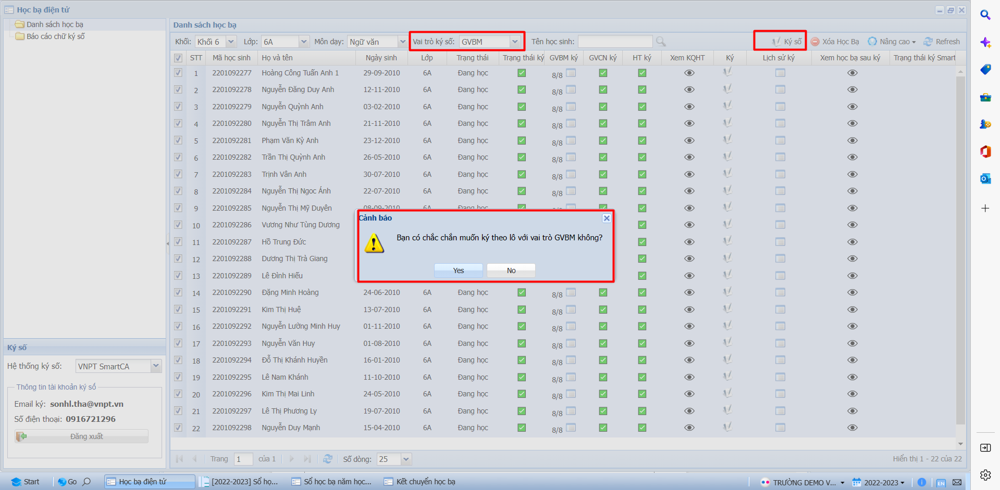 Học bạ điện tử
Danh sách học bạ
Báo cáo chữ ký số
Danh sách học bạ
Khối: Khối 6 Lớp: 6A Môn dạy: Ngữ văn Vai trò ký số: GVBM Tên học sinh: Ký số Xóa Học Bạ Nâng cao Refresh
STT Mã học sinh Họ và tên Ngày sinh Lớp Trạng thái Trạng thái ký GVBM ký GVCN ký HT ký Xem KQHT Ký Lịch sử ký Xem học bạ sau ký Trạng thái ký Smart
1 2201092277 Hoàng Công Tuấn Anh 1 29-09-2010 6A Đang học 8/8
2 2201092278 Nguyễn Đăng Duy Anh 12-11-2010 6A Đang học 8/8
3 2201092279 Nguyễn Quỳnh Anh 03-02-2010 6A Đang học 8/8
4 2201092280 Nguyễn Thị Trâm Anh 21-11-2010 6A Đang học 8/8
5 2201092281 Phạm Văn Kỳ Anh 23-12-2010 6A Đang học 8/8
6 2201092282 Trần Thị Quỳnh Anh 26-05-2010 6A Đang học 8/8
7 2201092283 Trịnh Vân Anh 30-07-2010 6A Đang học 8/8
8 2201092284 Nguyễn Thị Ngoc Ánh 22-07-2010 6A Đang học 8/8
9 2201092285 Nguyễn Thị Mỹ Duyên 08-09-2010 6A Đang học
10 2201092286 Vương Như Tùng Dương
11 2201092287 Hồ Trung Đức
12 2201092288 Dương Thị Trà Giang
13 2201092289 Lê Đình Hiếu
Cảnh báo
Bạn có chắc chắn muốn ký theo lô với vai trò GVBM không?
Yes No
14 2201092290 Đặng Minh Hoàng 24-06-2010 6A Đang học 8/8
15 2201092291 Kim Thị Huệ 13-07-2010 6A Đang học 8/8
16 2201092292 Nguyễn Lường Minh Huy 01-11-2010 6A Đang học 8/8
17 2201092293 Nguyễn Văn Huy 01-08-2010 6A Đang học 8/8
18 2201092294 Đỗ Thị Khánh Huyền 16-01-2010 6A Đang học 8/8
19 2201092295 Lê Nam Khánh 11-10-2010 6A Đang học 8/8
20 2201092296 Kim Thị Mai Linh 24-05-2010 6A Đang học 8/8
21 2201092297 Lê Thị Phương Ly 19-07-2010 6A Đang học 8/8
22 2201092298 Nguyễn Duy Mạnh 15-04-2010 6A Đang học 8/8
Trang 1 của 1 Số dòng: 25 Hiển thị 1 - 22 của 22
Ký số
Hệ thống ký số: VNPT SmartCA
Thông tin tài khoản ký số
Email ký: sonhl.tha@vnpt.vn
Số điện thoại: 0916721296
Đăng xuất
Start Go Học bạ điện tử [2022-2023] Sổ họ... Sổ học bạ năm học... Kết chuyển học bạ TRƯỜNG DEMO V... 2022-2023 EN